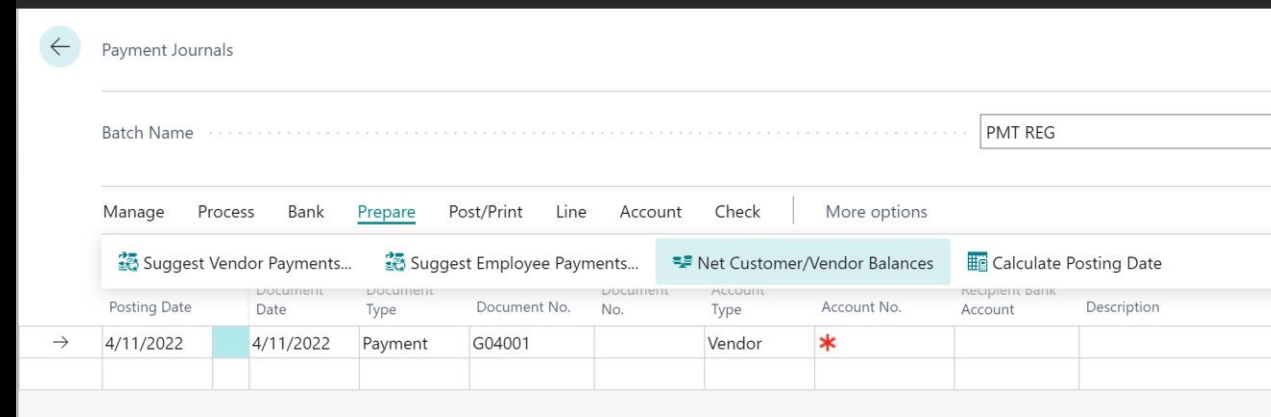 Payment Journals
Batch Name PMT REG
Manage Process Bank Prepare Post/Print Line Account Check More options
Suggest Vendor Payments... Suggest Employee Payments... Net Customer/Vendor Balances Calculate Posting Date
Document Document Document Account Recipient Bank
Posting Date Date Type Document No. No. Type Account No. Account Description
4/11/2022 4/11/2022 Payment G04001 Vendor *